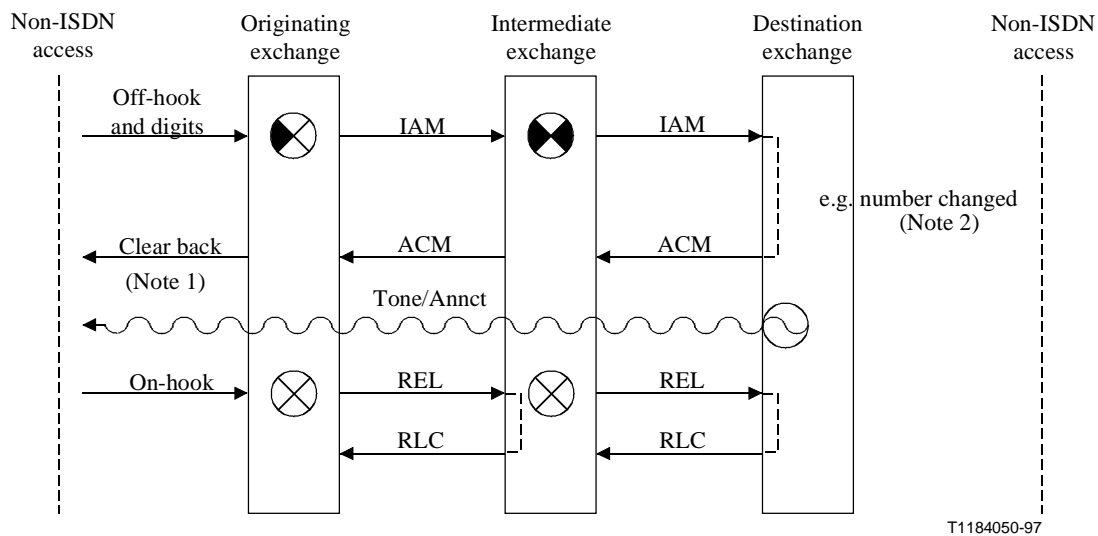 Non-ISDN
access
Originating
exchange
Intermediate
exchange
Destination
exchange
Non-ISDN
access
Off-hook
and digits
IAM
IAM
e.g. number changed
(Note 2)
Clear back
(Note 1)
ACM
ACM
Tone/Annct
On-hook
REL
REL
RLC
RLC
T1184050-97